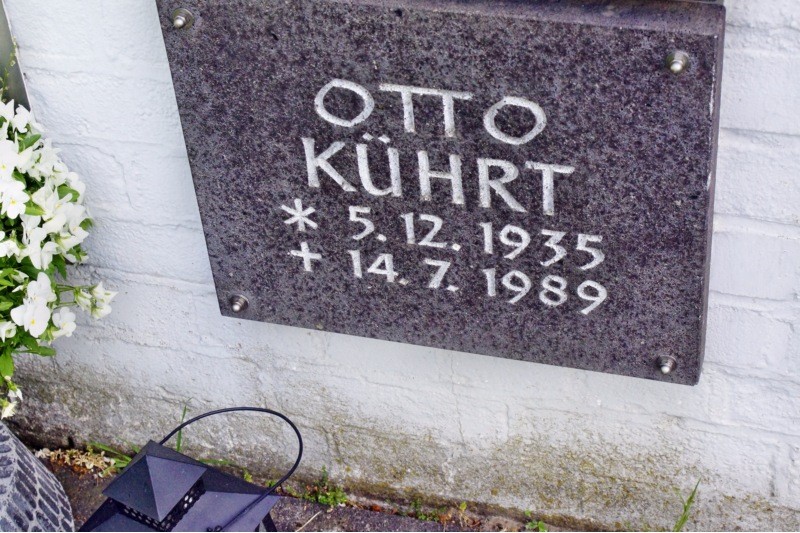 OTTO
KÜHRT
* 5. 12. 1935
+ 14. 7. 1989